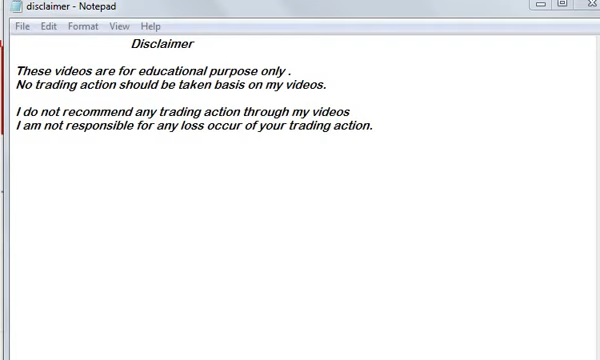 disclaimer - Notepad
File Edit Format View Help
Disclaimer
These videos are for educational purpose only .
No trading action should be taken basis on my videos.
I do not recommend any trading action through my videos
I am not responsible for any loss occur of your trading action.